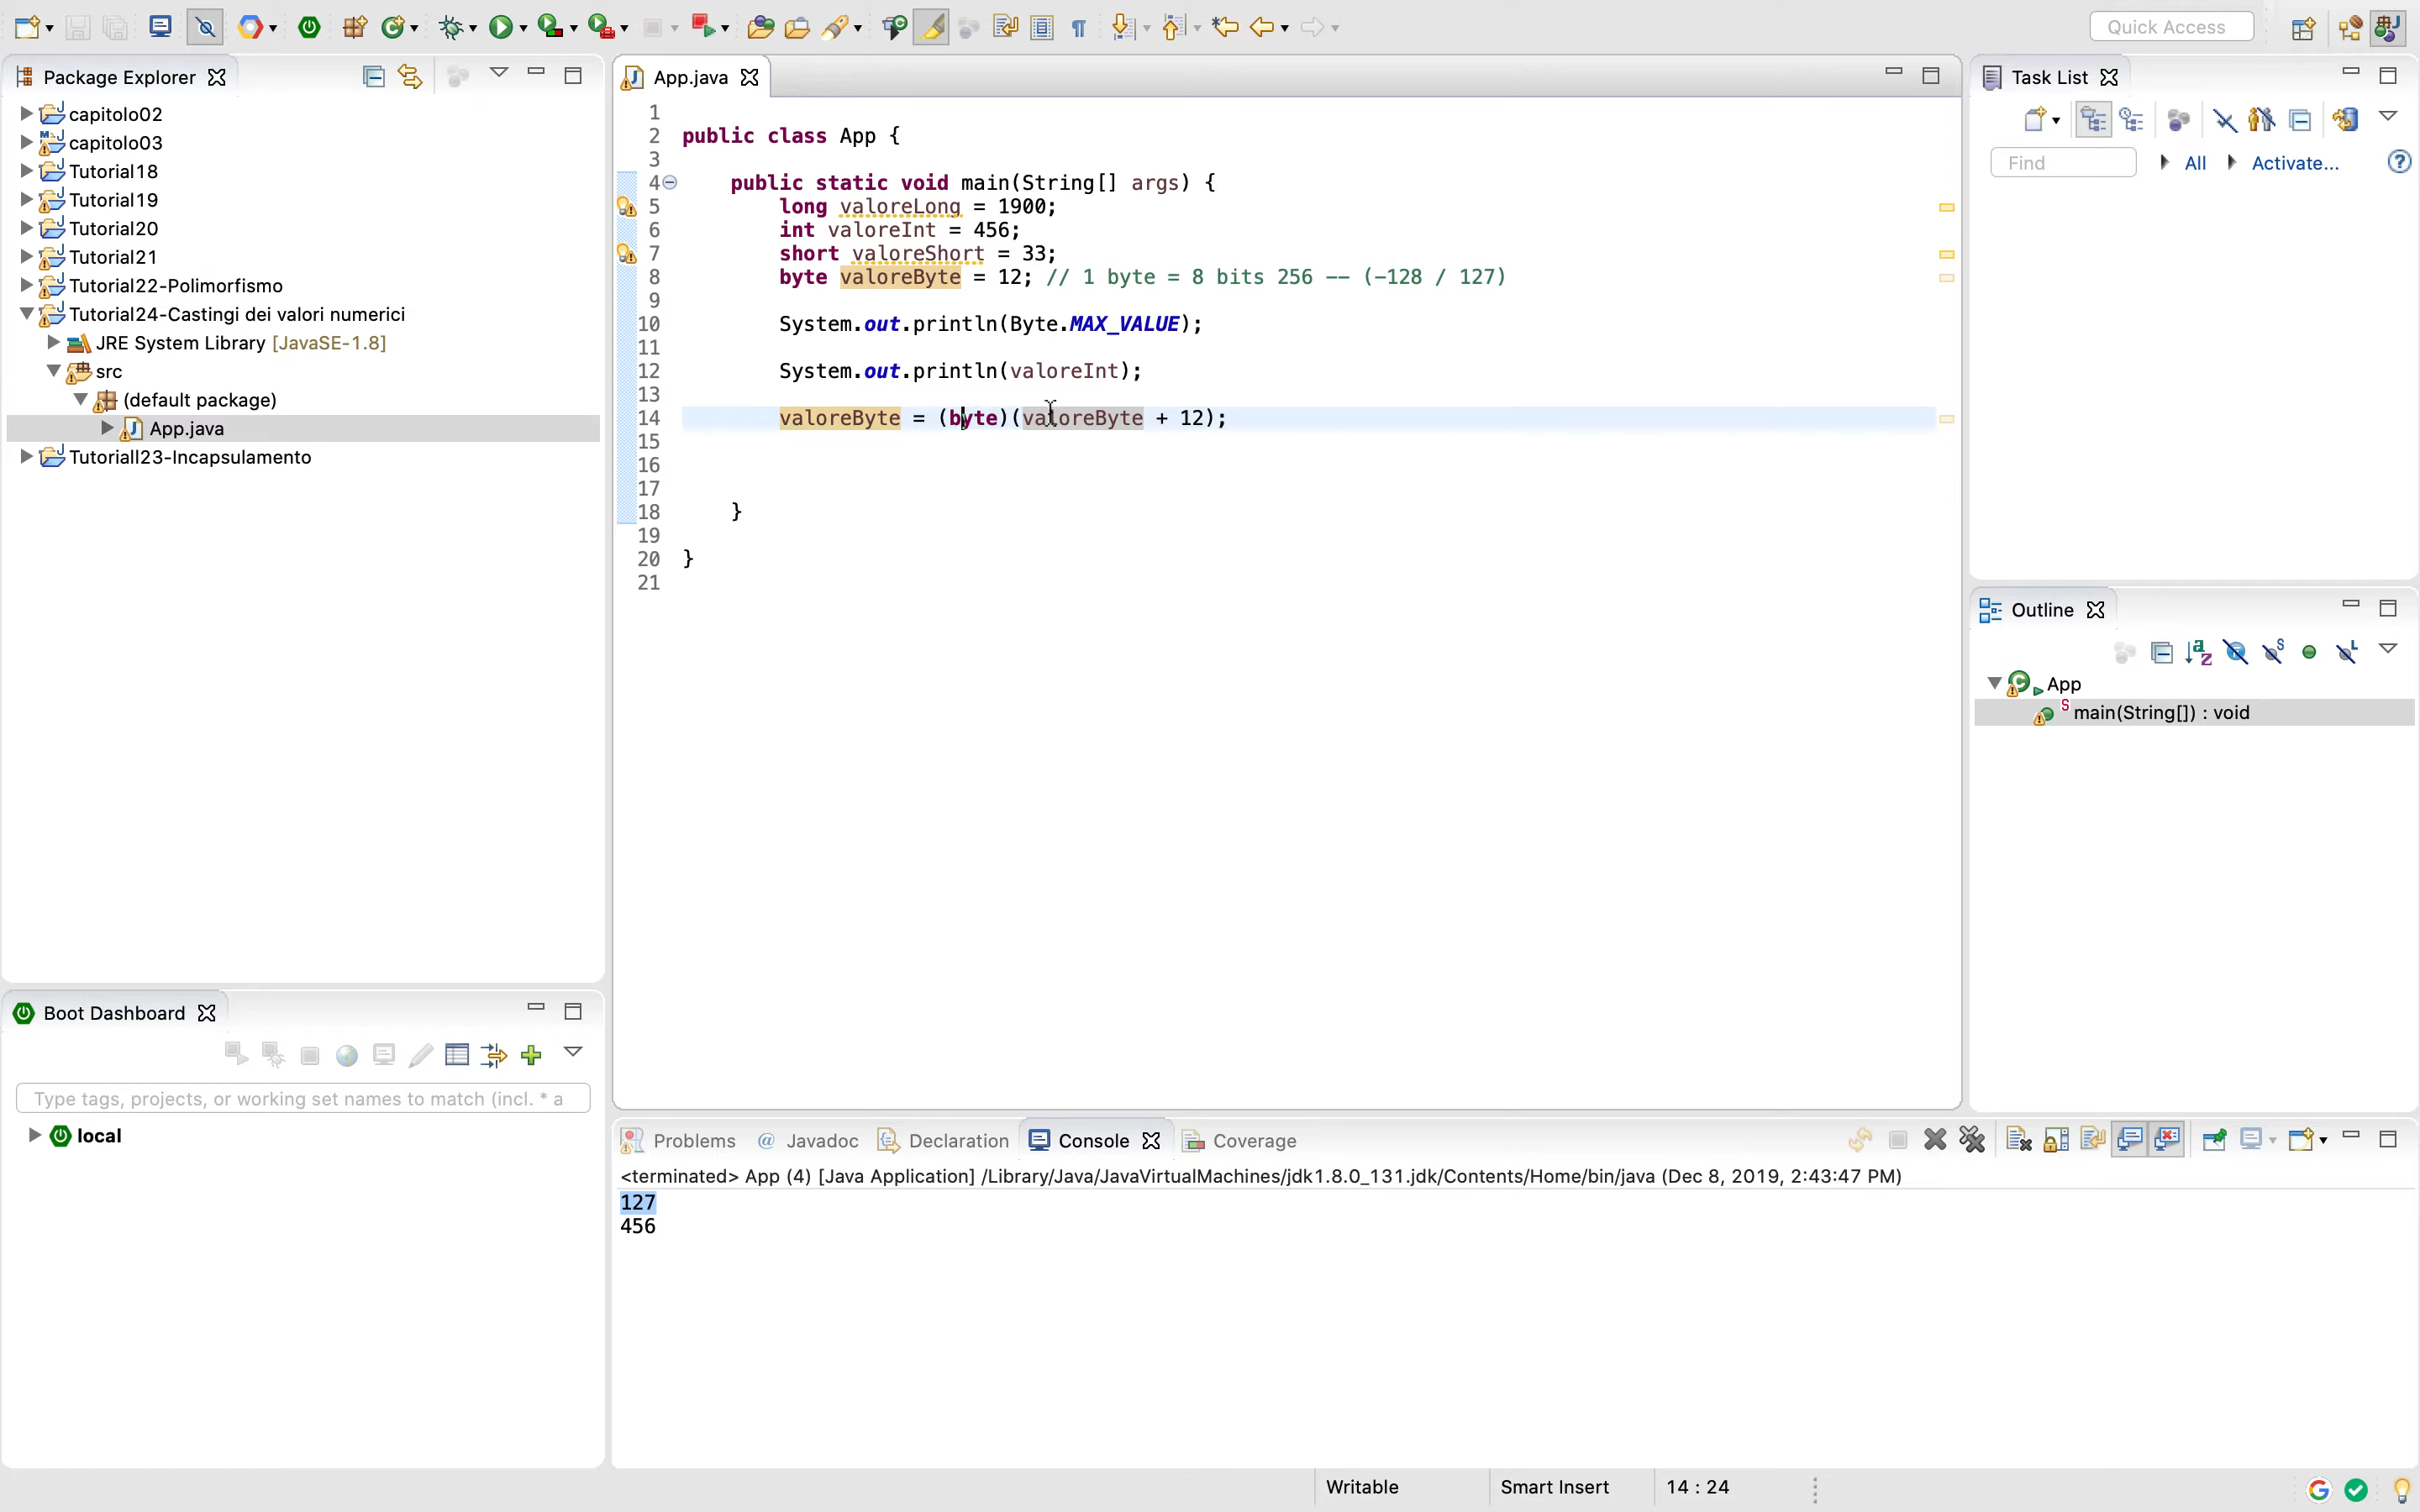 Quick Access
Package Explorer
capitolo02
capitolo03
Tutorial18
Tutorial19
Tutorial20
Tutorial21
Tutorial22-Polimorfismo
Tutorial24-Castingi dei valori numerici
JRE System Library [JavaSE-1.8]
src
(default package)
App.java
Tutoriall23-Incapsulamento
App.java
1
2 public class App {
3
4 public static void main(String[] args) {
5 long valoreLong = 1900;
6 int valoreInt = 456;
7 short valoreShort = 33;
8 byte valoreByte = 12; // 1 byte = 8 bits 256 -- (-128 / 127)
9
10 System.out.println(Byte.MAX_VALUE);
11
12 System.out.println(valoreInt);
13
14 valoreByte = (byte)(valoreByte + 12);
15
16
17
18 }
19
20 }
21
Task List
Find All Activate...
Outline
App
main(String[]) : void
Boot Dashboard
Type tags, projects, or working set names to match (incl. * a
local
Problems @ Javadoc Declaration Console Coverage
<terminated> App (4) [Java Application] /Library/Java/JavaVirtualMachines/jdk1.8.0_131.jdk/Contents/Home/bin/java (Dec 8, 2019, 2:43:47 PM)
127
456
Writable Smart Insert 14 : 24